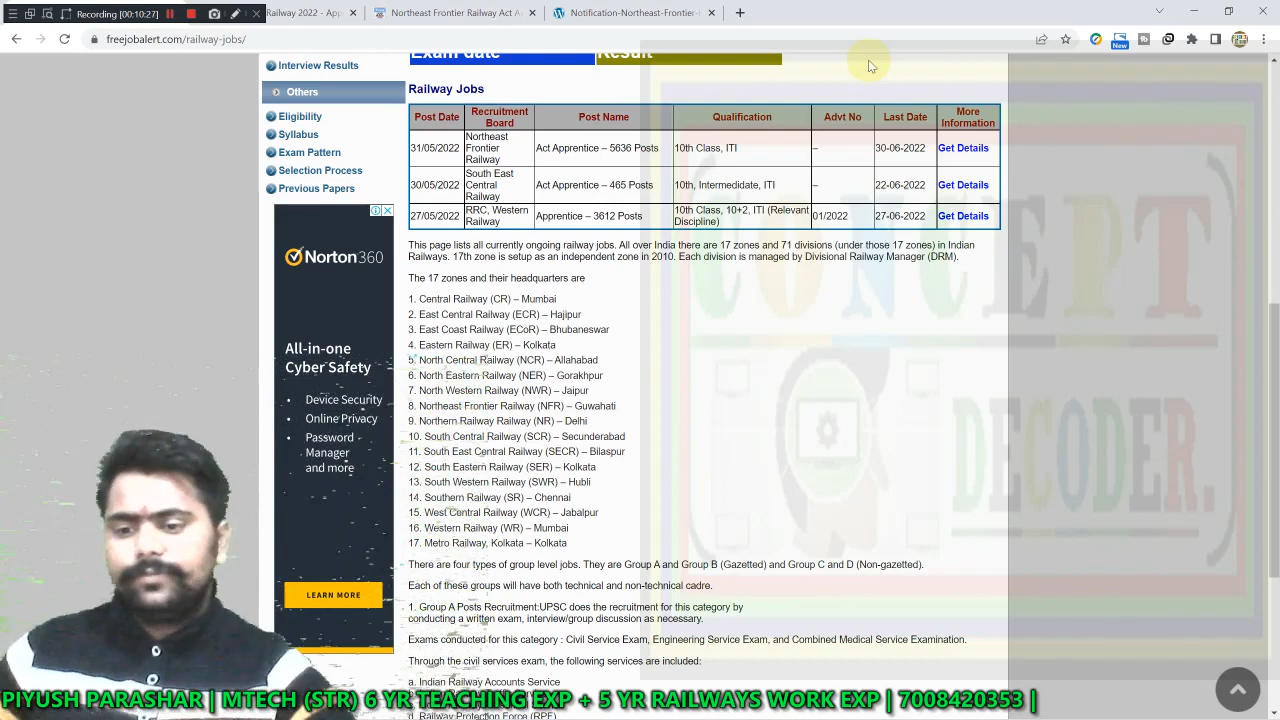 Recording [00:10:27]
Railway 2022 - J
Northeast Frontier Railway Act A
Notification-Northeast-Frontier-
freejobalert.com/railway-jobs/
New
Interview Results
Others
Eligibility
Syllabus
Exam Pattern
Selection Process
Previous Papers
Norton360
All-in-one
Cyber Safety
• Device Security
• Online Privacy
• Password
Manager
and more
LEARN MORE
Exam date
Result
Railway Jobs
Post Date Recruitment Board Post Name Qualification Advt No Last Date More Information
31/05/2022 Northeast Frontier Railway Act Apprentice – 5636 Posts 10th Class, ITI – 30-06-2022 Get Details
30/05/2022 South East Central Railway Act Apprentice – 465 Posts 10th, Intermedidate, ITI – 22-06-2022 Get Details
27/05/2022 RRC, Western Railway Apprentice – 3612 Posts 10th Class, 10+2, ITI (Relevant Discipline) 01/2022 27-06-2022 Get Details
This page lists all currently ongoing railway jobs. All over India there are 17 zones and 71 divisions (under those 17 zones) in Indian
Railways. 17th zone is setup as an independent zone in 2010. Each division is managed by Divisional Railway Manager (DRM).
The 17 zones and their headquarters are
1. Central Railway (CR) – Mumbai
2. East Central Railway (ECR) – Hajipur
3. East Coast Railway (ECoR) – Bhubaneswar
4. Eastern Railway (ER) – Kolkata
5. North Central Railway (NCR) – Allahabad
6. North Eastern Railway (NER) – Gorakhpur
7. North Western Railway (NWR) – Jaipur
8. Northeast Frontier Railway (NFR) – Guwahati
9. Northern Railway Railway (NR) – Delhi
10. South Central Railway (SCR) – Secunderabad
11. South East Central Railway (SECR) – Bilaspur
12. South Eastern Railway (SER) – Kolkata
13. South Western Railway (SWR) – Hubli
14. Southern Railway (SR) – Chennai
15. West Central Railway (WCR) – Jabalpur
16. Western Railway (WR) – Mumbai
17. Metro Railway, Kolkata – Kolkata
There are four types of group level jobs. They are Group A and Group B (Gazetted) and Group C and D (Non-gazetted).
Each of these groups will have both technical and non-technical cadre.
1. Group A Posts Recruitment:UPSC does the recruitment for this category by
conducting a written exam, interview/group discussion as necessary.
Exams conducted for this category : Civil Service Exam, Engineering Service Exam, and Combined Medical Service Examination.
Through the civil services exam, the following services are included:
a. Indian Railway Accounts Service
d. Railway Protection Force (RPF)
PIYUSH PARASHAR | MTECH (STR) 6 YR TEACHING EXP + 5 YR RAILWAYS WORK EXP | 7008420353 |